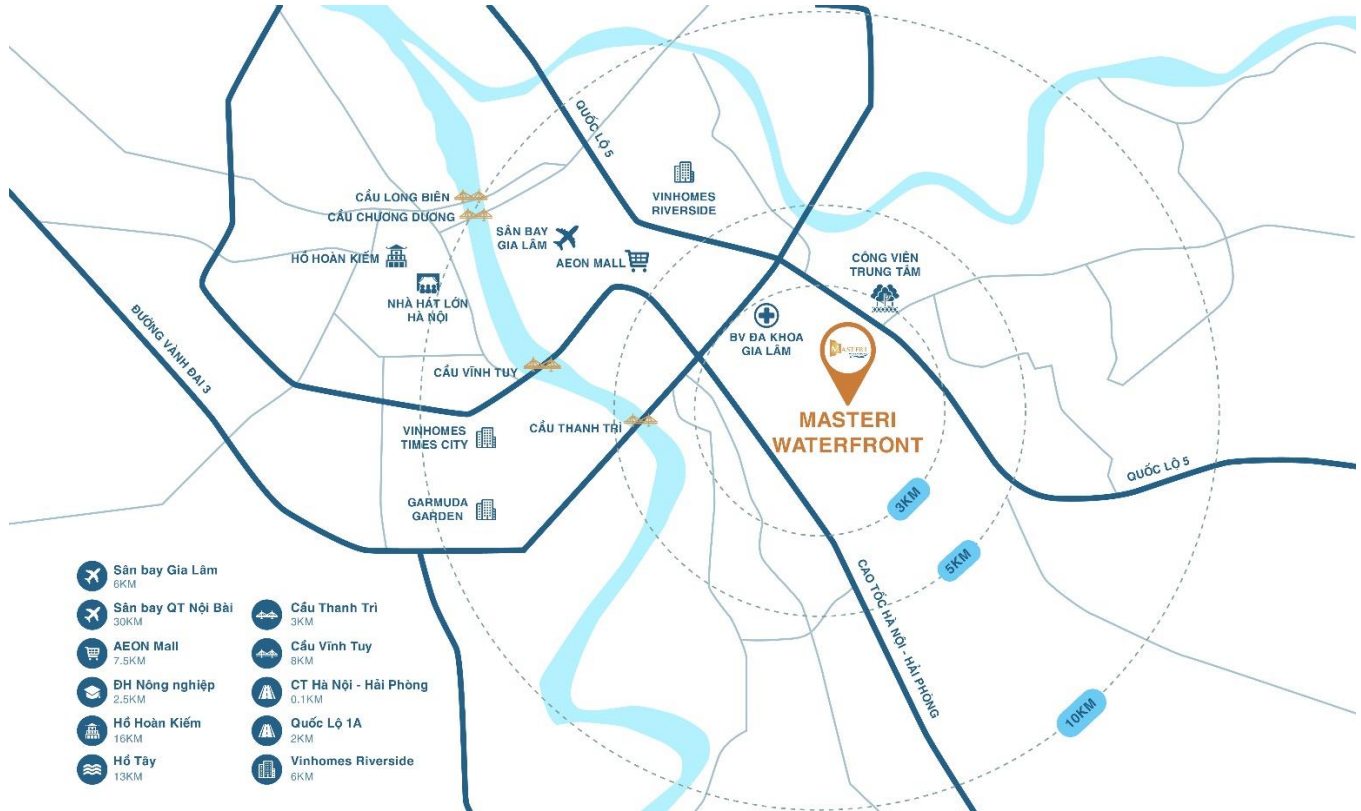 QUỐC LỘ 5
VINHOMES
RIVERSIDE
CẦU LONG BIÊN
CẦU CHƯƠNG DƯƠNG
SÂN BAY
GIA LÂM
AEON MALL
HỒ HOÀN KIẾM
NHÀ HÁT LỚN
HÀ NỘI
CÔNG VIÊN
TRUNG TÂM
BV ĐA KHOA
GIA LÂM
MASTERI
MASTERI
WATERFRONT
ĐƯỜNG VÀNH ĐAI 3
CẦU VĨNH TUY
VINHOMES
TIMES CITY
CẦU THANH TRÌ
GARMUDA
GARDEN
QUỐC LỘ 5
3KM
5KM
10KM
CAO TỐC HÀ NỘI - HẢI PHÒNG
Sân bay Gia Lâm
6KM
Sân bay QT Nội Bài
30KM
AEON Mall
7.5KM
ĐH Nông nghiệp
2.5KM
Hồ Hoàn Kiếm
16KM
Hồ Tây
13KM
Cầu Thanh Trì
3KM
Cầu Vĩnh Tuy
8KM
CT Hà Nội - Hải Phòng
0.1KM
Quốc Lộ 1A
2KM
Vinhomes Riverside
6KM